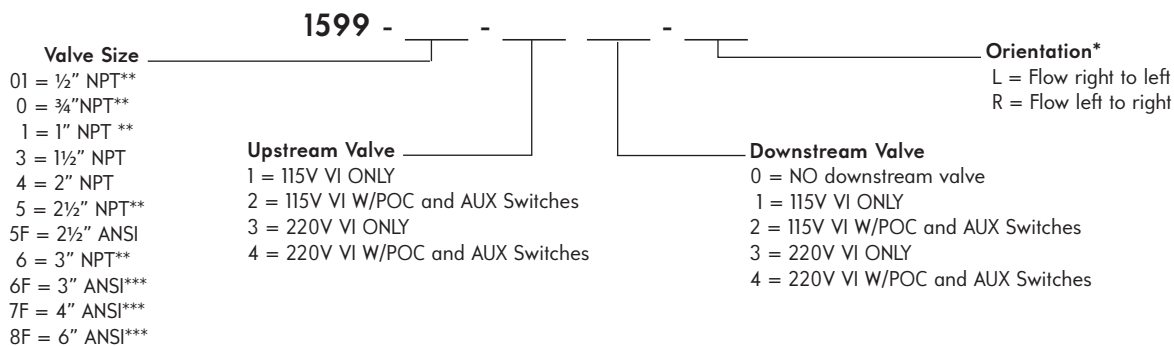 1599 - ____ - ____ ____ - ____
Valve Size
01 = ½” NPT**
0 = ¾”NPT**
1 = 1” NPT **
3 = 1½” NPT
4 = 2” NPT
5 = 2½” NPT**
5F = 2½” ANSI
6 = 3” NPT**
6F = 3” ANSI***
7F = 4” ANSI***
8F = 6” ANSI***
Upstream Valve
1 = 115V VI ONLY
2 = 115V VI W/POC and AUX Switches
3 = 220V VI ONLY
4 = 220V VI W/POC and AUX Switches
Downstream Valve
0 = NO downstream valve
1 = 115V VI ONLY
2 = 115V VI W/POC and AUX Switches
3 = 220V VI ONLY
4 = 220V VI W/POC and AUX Switches
Orientation*
L = Flow right to left
R = Flow left to right